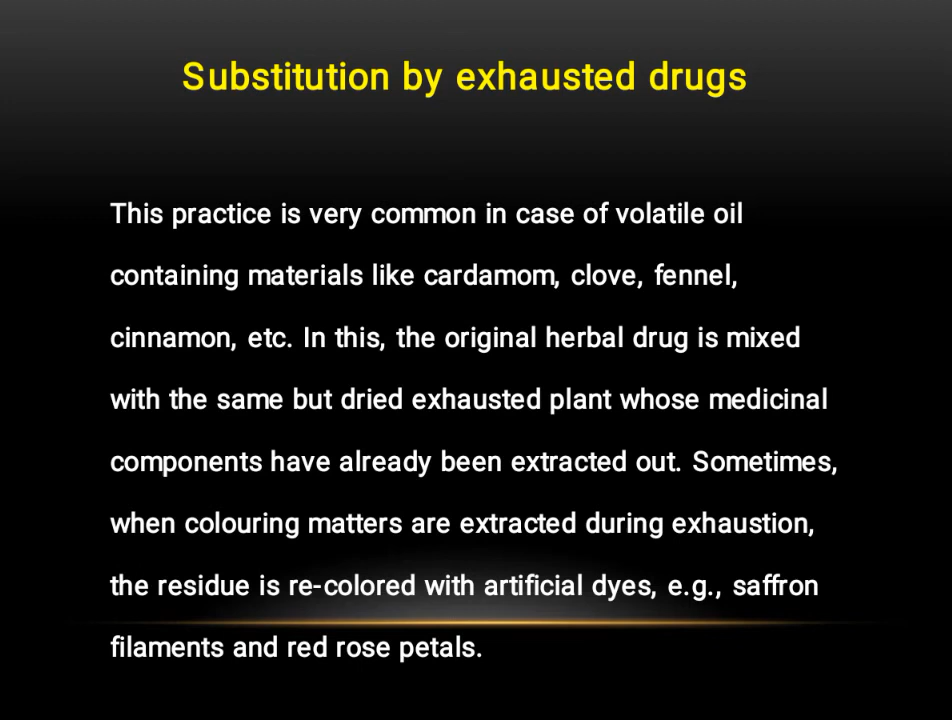 Substitution by exhausted drugs
This practice is very common in case of volatile oil
containing materials like cardamom, clove, fennel,
cinnamon, etc. In this, the original herbal drug is mixed
with the same but dried exhausted plant whose medicinal
components have already been extracted out. Sometimes,
when colouring matters are extracted during exhaustion,
the residue is re-colored with artificial dyes, e.g., saffron
filaments and red rose petals.